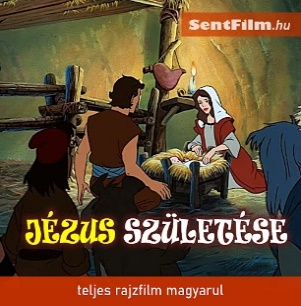 SentFilm.hu
JÉZUS SZÜLETÉSE
teljes rajzfilm magyarul